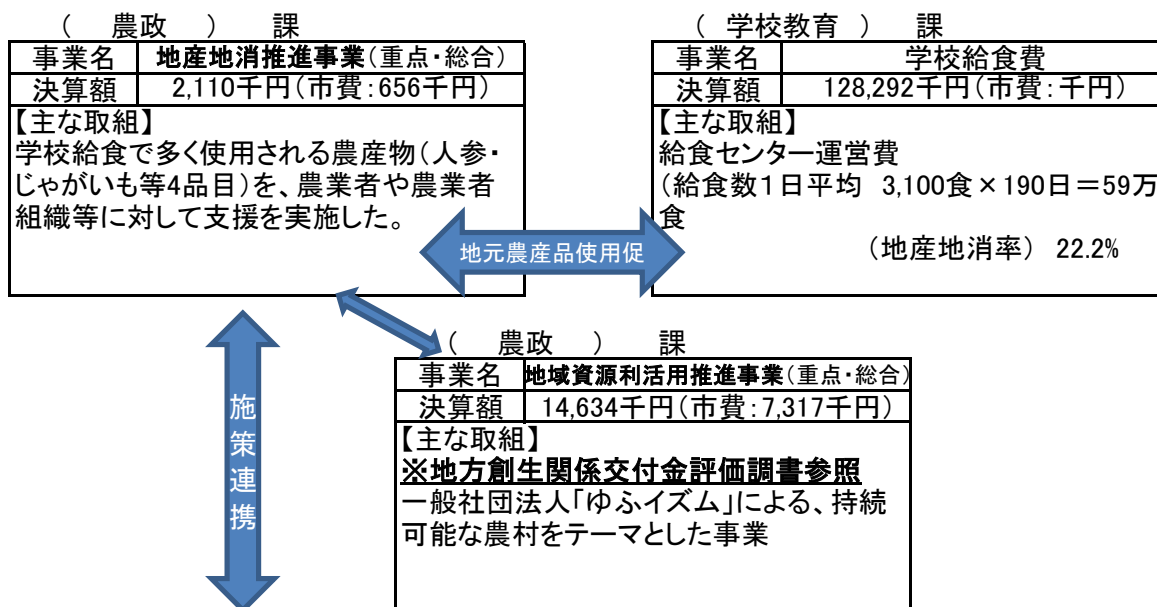 ( 農政 ) 課
事業名 地産地消推進事業(重点・総合)
決算額 2,110千円(市費:656千円)
【主な取組】
学校給食で多く使用される農産物(人参・
じゃがいも等4品目)を、農業者や農業者
組織等に対して支援を実施した。
( 学校教育 ) 課
事業名 学校給食費
決算額 128,292千円(市費:千円)
【主な取組】
給食センター運営費
(給食数1日平均 3,100食×190日=59万
食
(地産地消率) 22.2%
地元農産品使用促
( 農政 ) 課
事業名 地域資源利活用推進事業(重点・総合)
決算額 14,634千円(市費:7,317千円)
【主な取組】
※地方創生関係交付金評価調書参照
一般社団法人「ゆふイズム」による、持続
可能な農村をテーマとした事業
施策連携